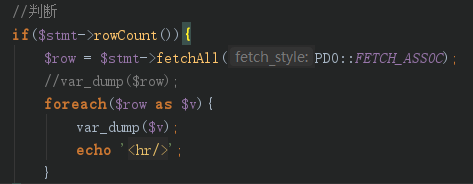 //判断
if($stmt->rowCount()){
$row = $stmt->fetchAll( fetch_style: PDO::FETCH_ASSOC);
//var_dump($row);
foreach($row as $v){
var_dump($v);
echo '<hr/>';
}